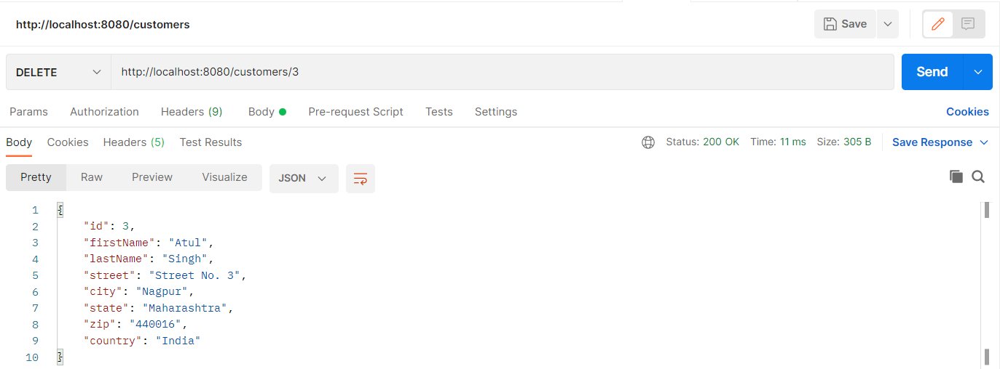 http://localhost:8080/customers Save
DELETE http://localhost:8080/customers/3 Send
Params Authorization Headers (9) Body Pre-request Script Tests Settings Cookies
Body Cookies Headers (5) Test Results Status: 200 OK Time: 11 ms Size: 305 B Save Response
Pretty Raw Preview Visualize JSON
1 {
2 "id": 3,
3 "firstName": "Atul",
4 "lastName": "Singh",
5 "street": "Street No. 3",
6 "city": "Nagpur",
7 "state": "Maharashtra",
8 "zip": "440016",
9 "country": "India"
10 }